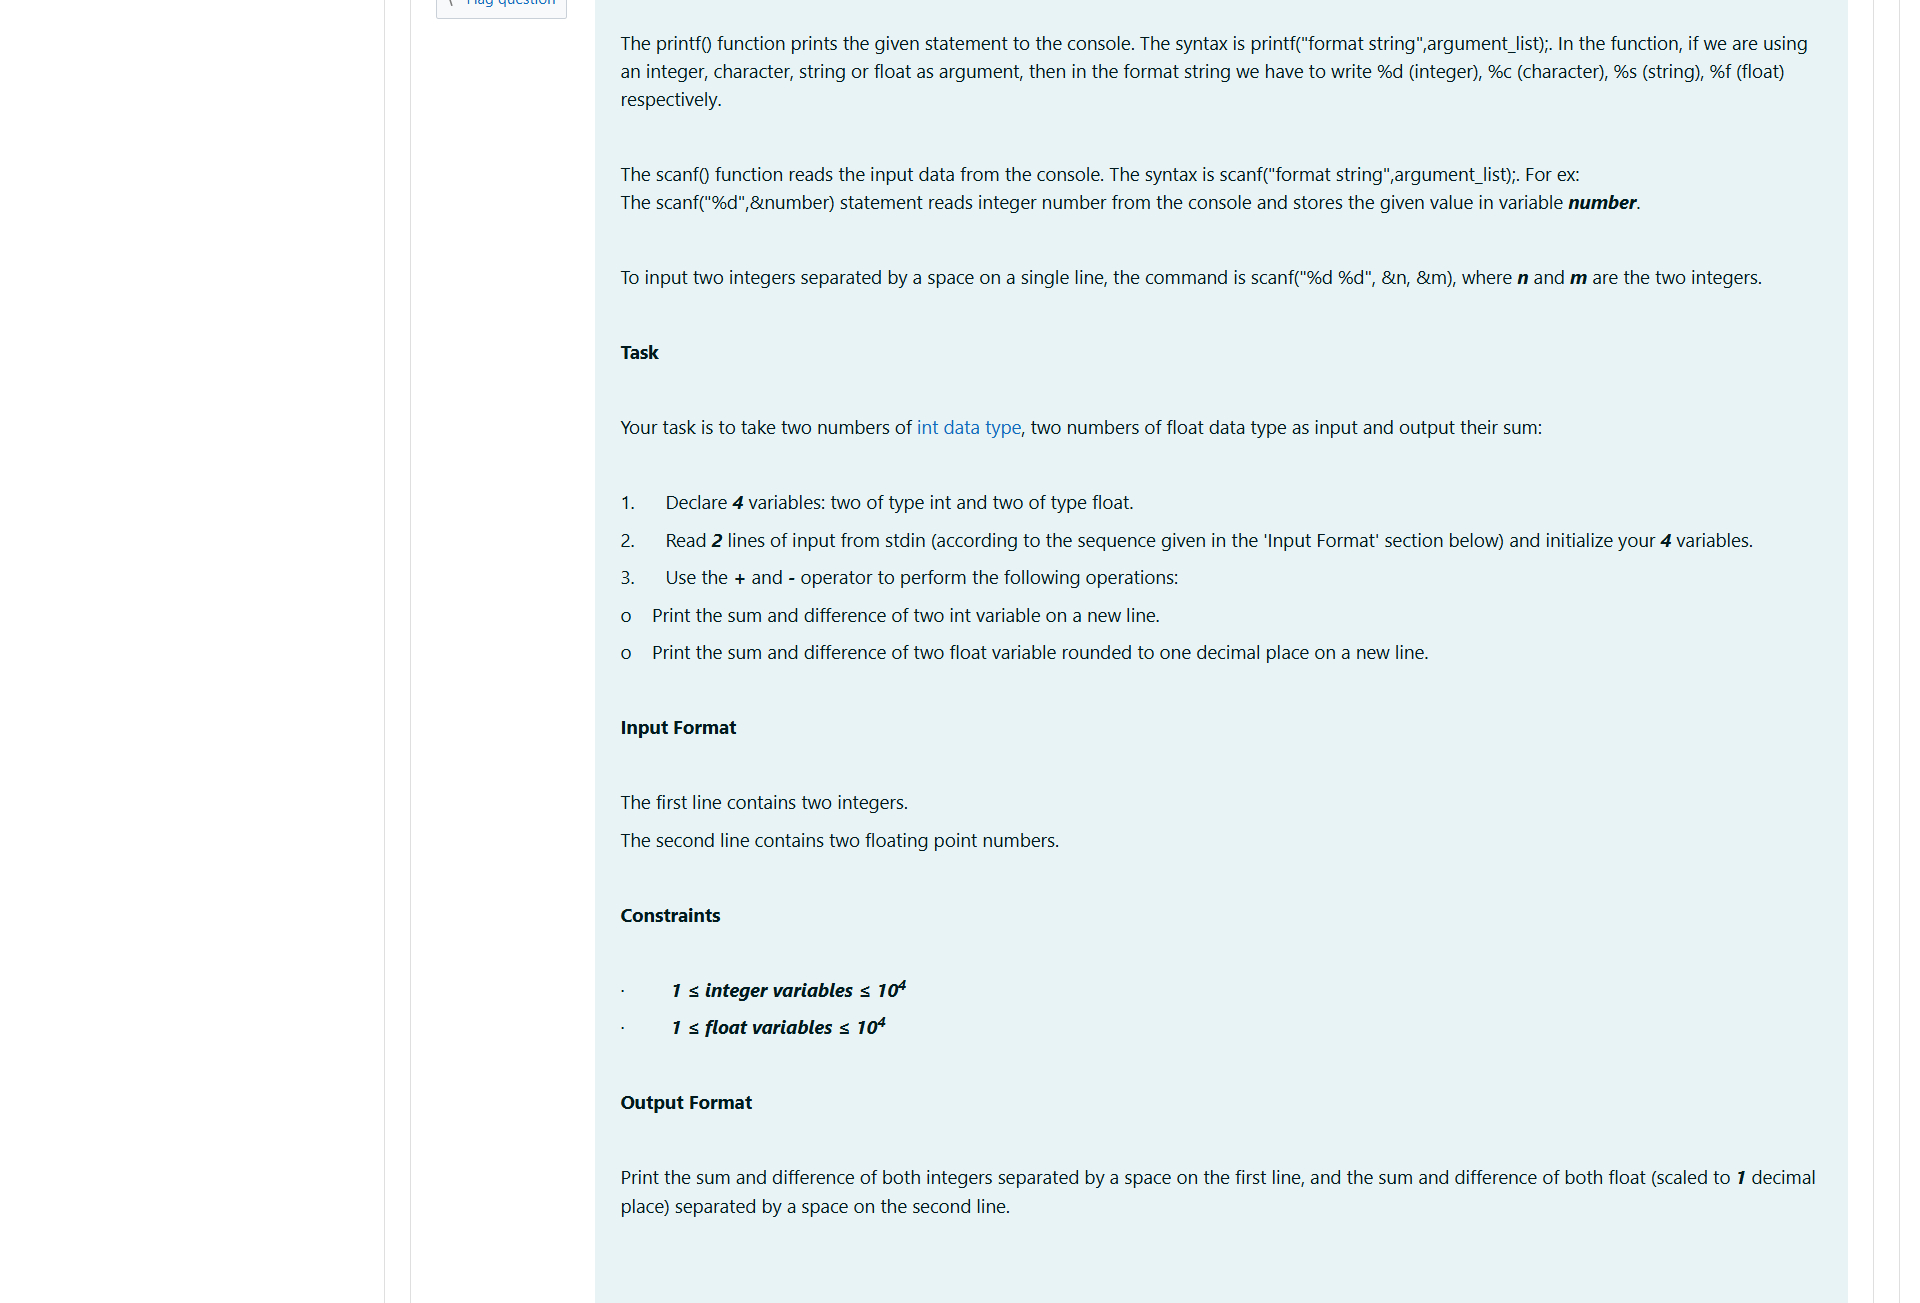 Flag question
The printf() function prints the given statement to the console. The syntax is printf("format string",argument_list);. In the function, if we are using
an integer, character, string or float as argument, then in the format string we have to write %d (integer), %c (character), %s (string), %f (float)
respectively.
The scanf() function reads the input data from the console. The syntax is scanf("format string",argument_list);. For ex:
The scanf("%d",&number) statement reads integer number from the console and stores the given value in variable number.
To input two integers separated by a space on a single line, the command is scanf("%d %d", &n, &m), where n and m are the two integers.
Task
Your task is to take two numbers of int data type, two numbers of float data type as input and output their sum:
1. Declare 4 variables: two of type int and two of type float.
2. Read 2 lines of input from stdin (according to the sequence given in the 'Input Format' section below) and initialize your 4 variables.
3. Use the + and - operator to perform the following operations:
o Print the sum and difference of two int variable on a new line.
o Print the sum and difference of two float variable rounded to one decimal place on a new line.
Input Format
The first line contains two integers.
The second line contains two floating point numbers.
Constraints
· 1 ≤ integer variables ≤ 10⁴
· 1 ≤ float variables ≤ 10⁴
Output Format
Print the sum and difference of both integers separated by a space on the first line, and the sum and difference of both float (scaled to 1 decimal
place) separated by a space on the second line.